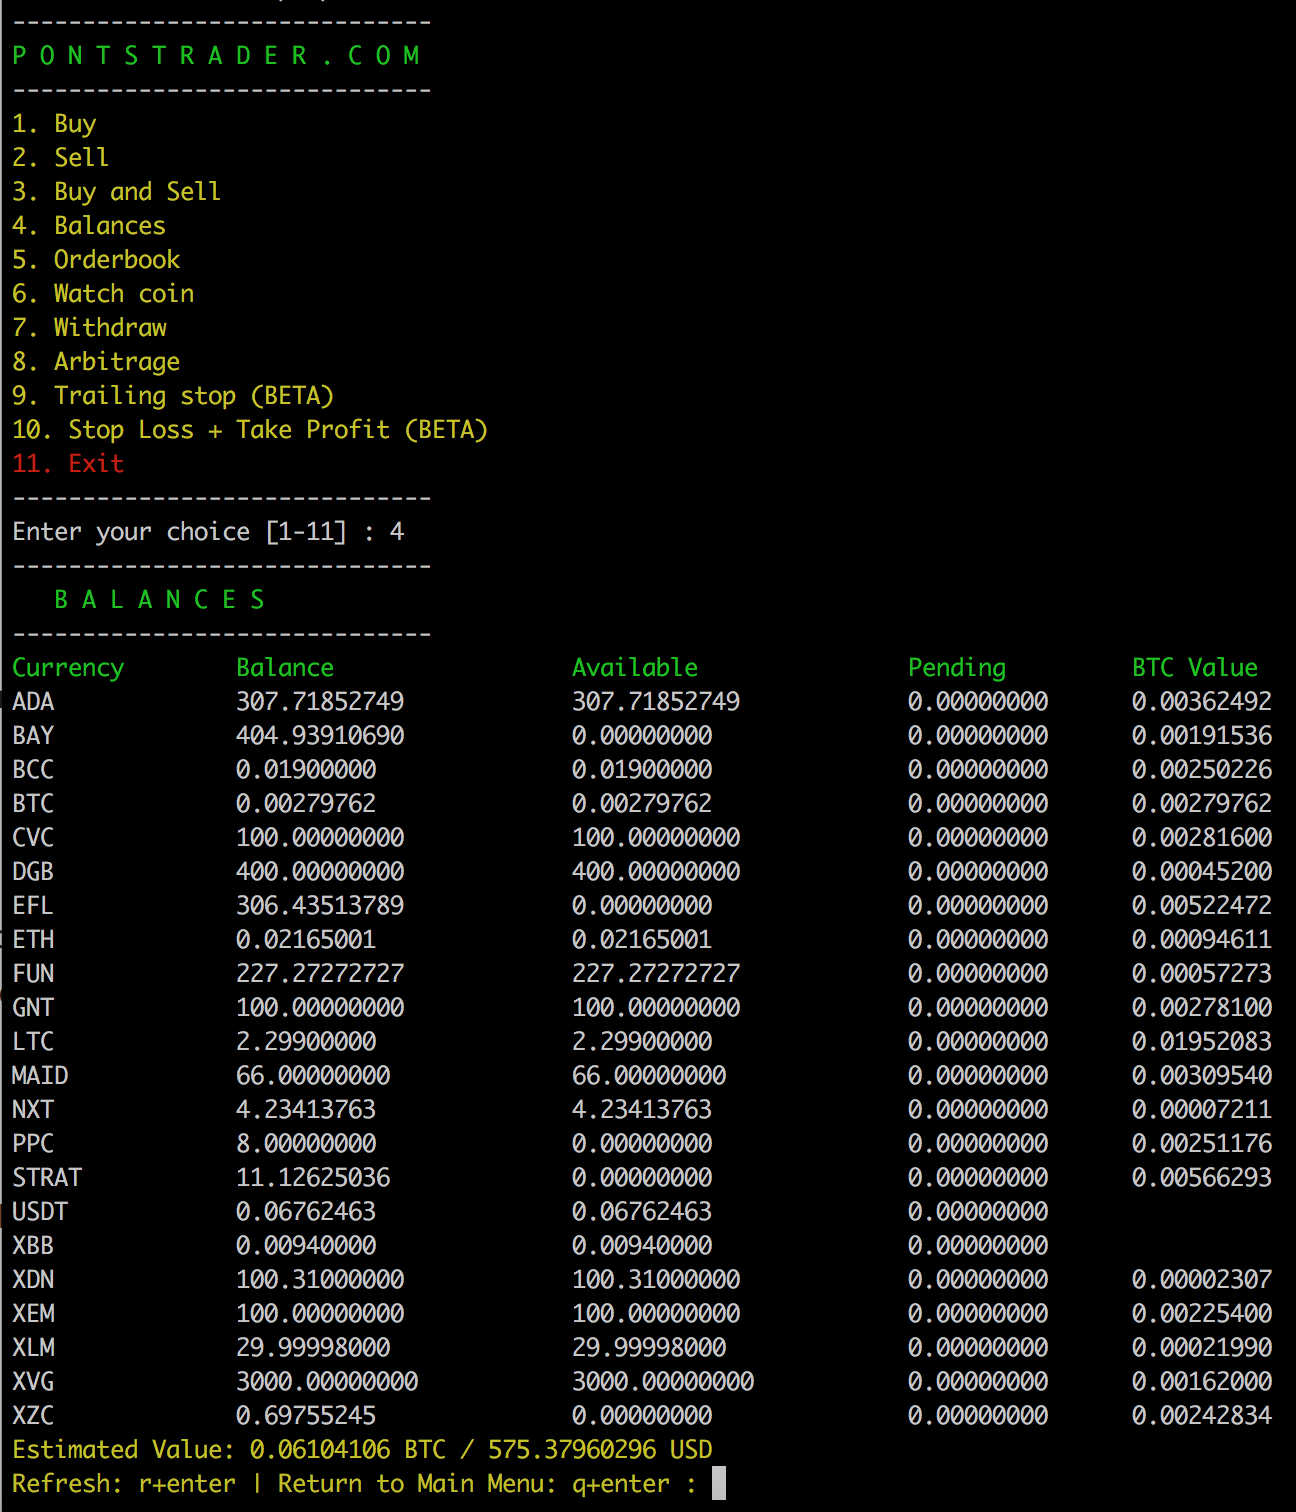 ------------------------------
P O N T S T R A D E R . C O M
------------------------------
1. Buy
2. Sell
3. Buy and Sell
4. Balances
5. Orderbook
6. Watch coin
7. Withdraw
8. Arbitrage
9. Trailing stop (BETA)
10. Stop Loss + Take Profit (BETA)
11. Exit
------------------------------
Enter your choice [1-11] : 4
------------------------------
B A L A N C E S
------------------------------
Currency Balance Available Pending BTC Value
ADA 307.71852749 307.71852749 0.00000000 0.00362492
BAY 404.93910690 0.00000000 0.00000000 0.00191536
BCC 0.01900000 0.01900000 0.00000000 0.00250226
BTC 0.00279762 0.00279762 0.00000000 0.00279762
CVC 100.00000000 100.00000000 0.00000000 0.00281600
DGB 400.00000000 400.00000000 0.00000000 0.00045200
EFL 306.43513789 0.00000000 0.00000000 0.00522472
ETH 0.02165001 0.02165001 0.00000000 0.00094611
FUN 227.27272727 227.27272727 0.00000000 0.00057273
GNT 100.00000000 100.00000000 0.00000000 0.00278100
LTC 2.29900000 2.29900000 0.00000000 0.01952083
MAID 66.00000000 66.00000000 0.00000000 0.00309540
NXT 4.23413763 4.23413763 0.00000000 0.00007211
PPC 8.00000000 0.00000000 0.00000000 0.00251176
STRAT 11.12625036 0.00000000 0.00000000 0.00566293
USDT 0.06762463 0.06762463 0.00000000
XBB 0.00940000 0.00940000 0.00000000
XDN 100.31000000 100.31000000 0.00000000 0.00002307
XEM 100.00000000 100.00000000 0.00000000 0.00225400
XLM 29.99998000 29.99998000 0.00000000 0.00021990
XVG 3000.00000000 3000.00000000 0.00000000 0.00162000
XZC 0.69755245 0.00000000 0.00000000 0.00242834
Estimated Value: 0.06104106 BTC / 575.37960296 USD
Refresh: r+enter | Return to Main Menu: q+enter :